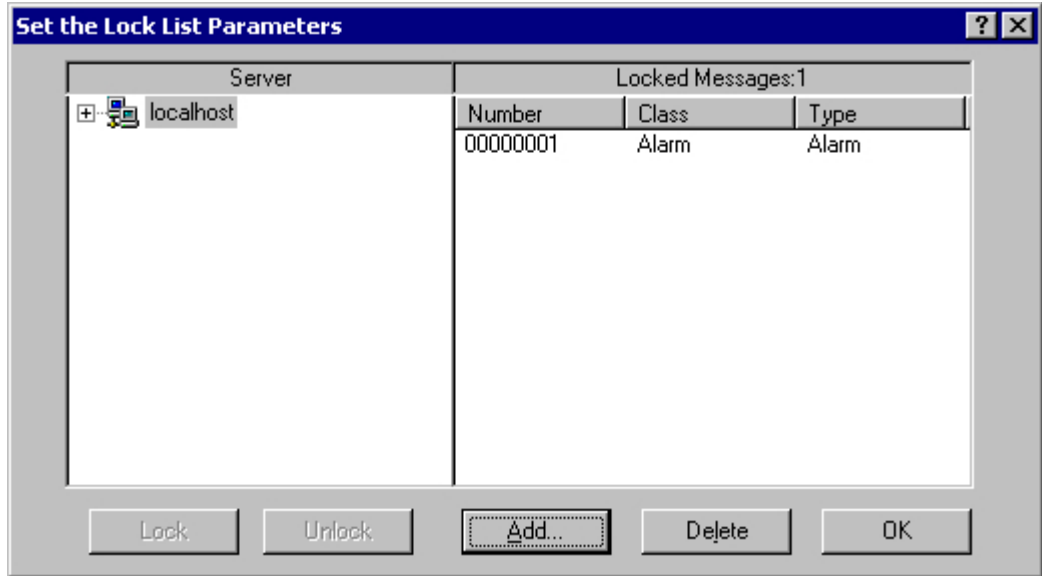 Set the Lock List Parameters
Server
Locked Messages:1
localhost
Number Class Type
00000001 Alarm Alarm
Lock Unlock Add... Delete OK